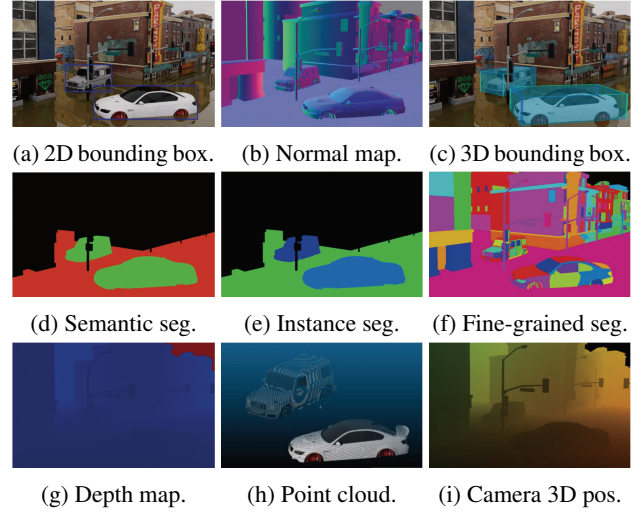 (a) 2D bounding box. (b) Normal map. (c) 3D bounding box.
(d) Semantic seg. (e) Instance seg. (f) Fine-grained seg.
(g) Depth map. (h) Point cloud. (i) Camera 3D pos.